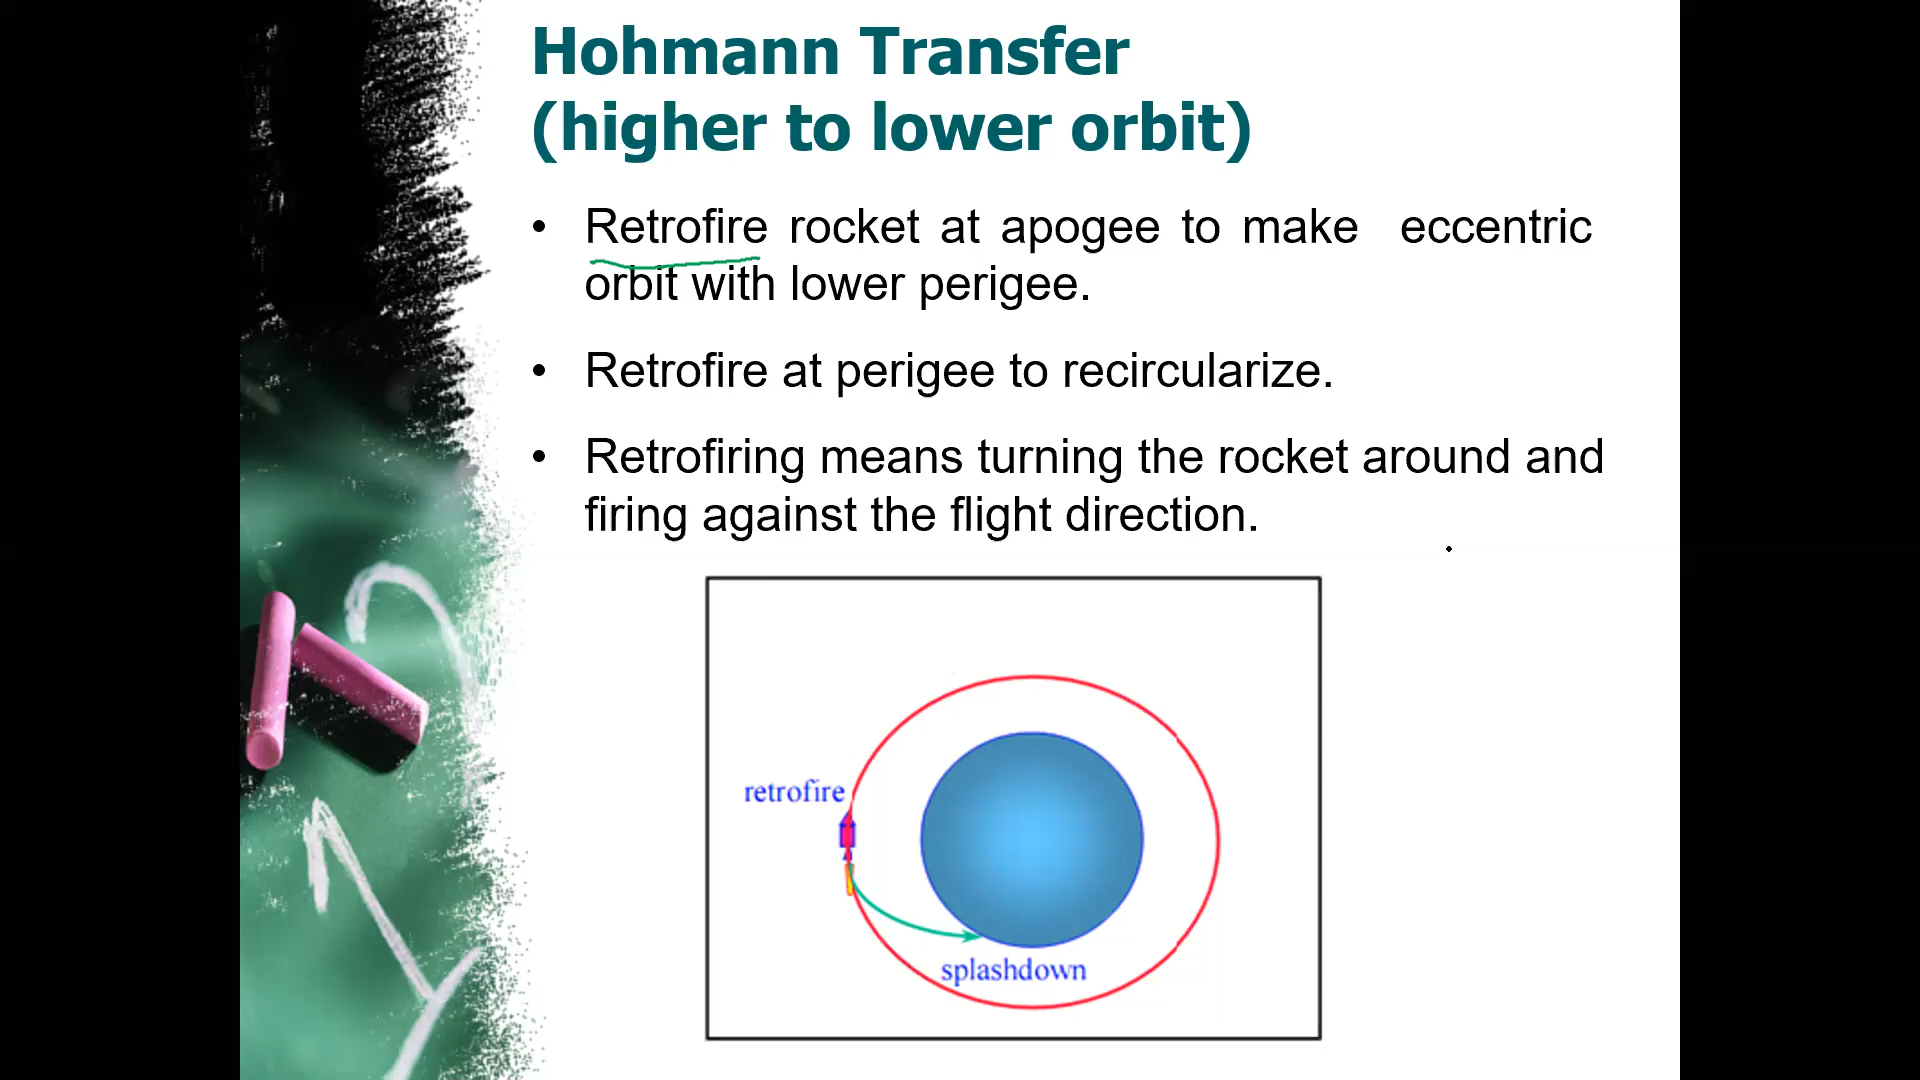 Hohmann Transfer
(higher to lower orbit)
• Retrofire rocket at apogee to make eccentric
orbit with lower perigee.
• Retrofire at perigee to recircularize.
• Retrofiring means turning the rocket around and
firing against the flight direction.
retrofire
splashdown